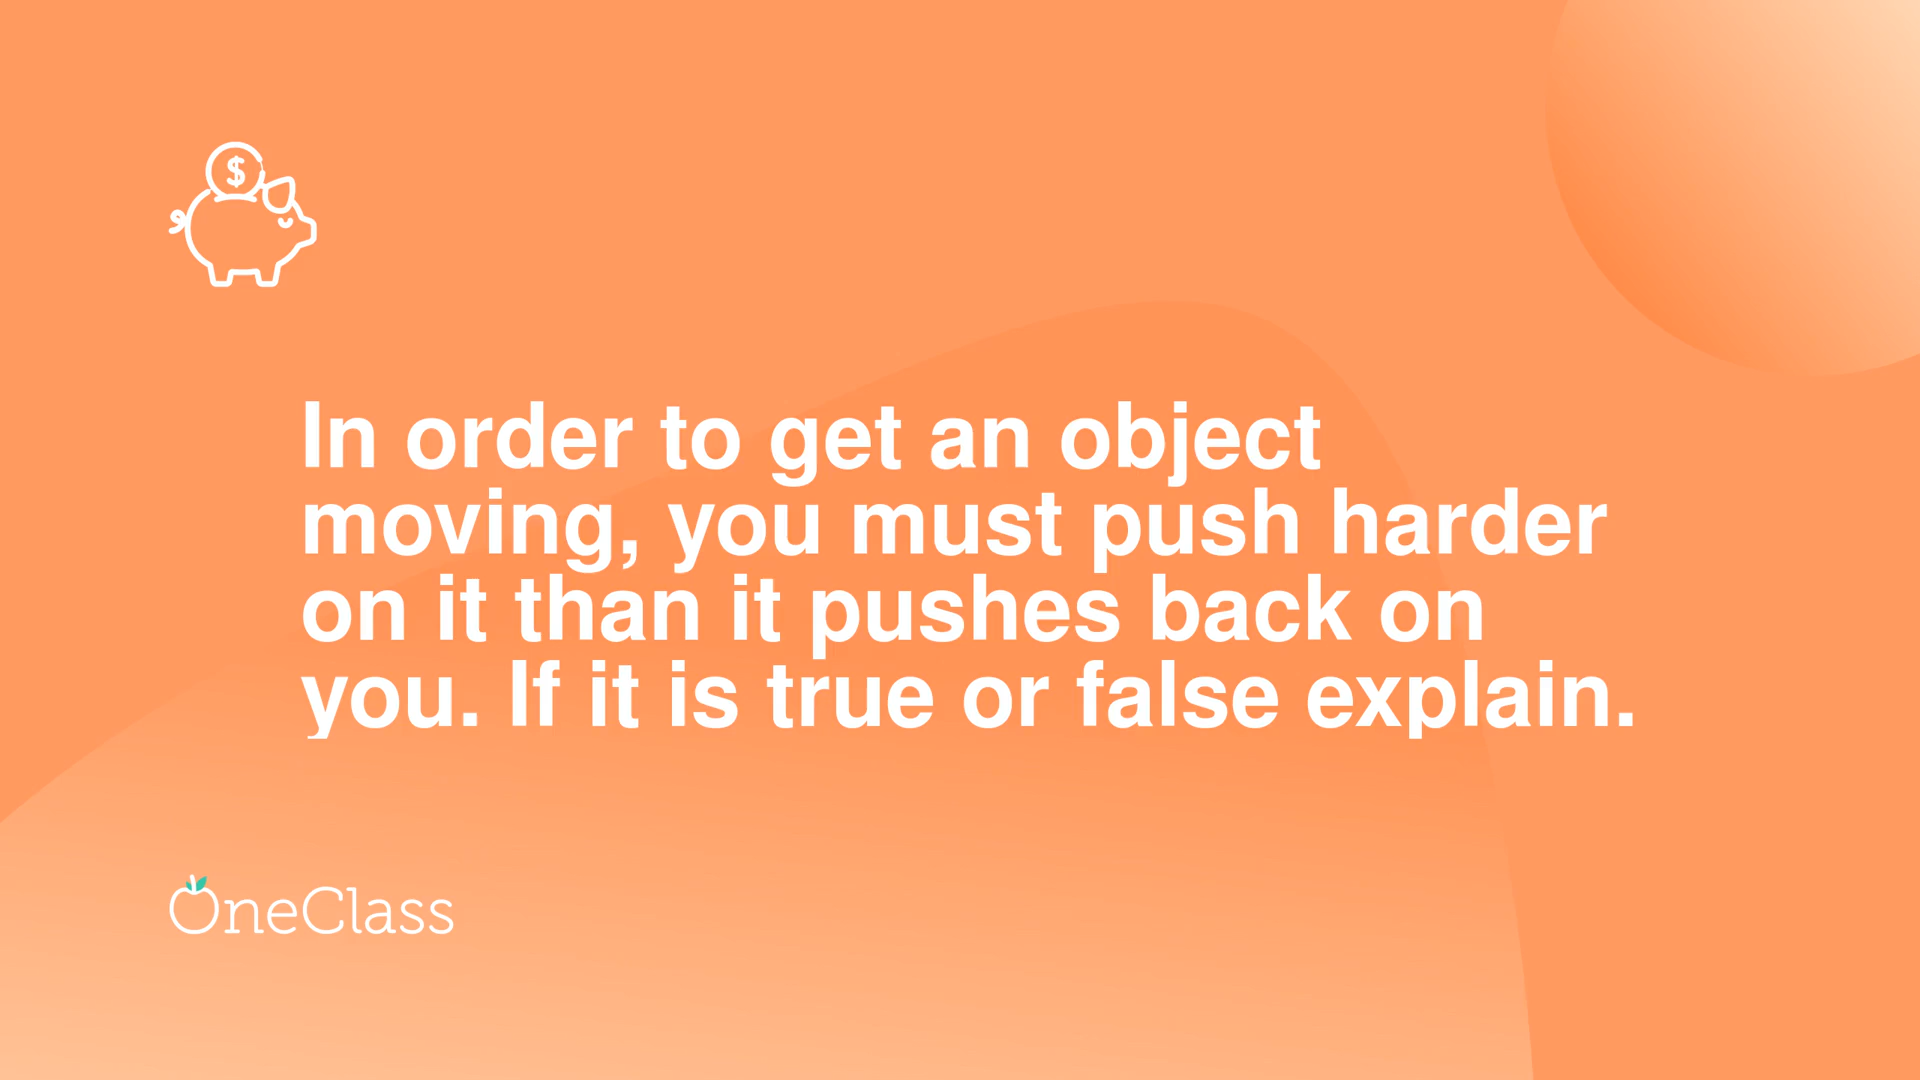 $
In order to get an object
moving, you must push harder
on it than it pushes back on
you. If it is true or false explain.
OneClass